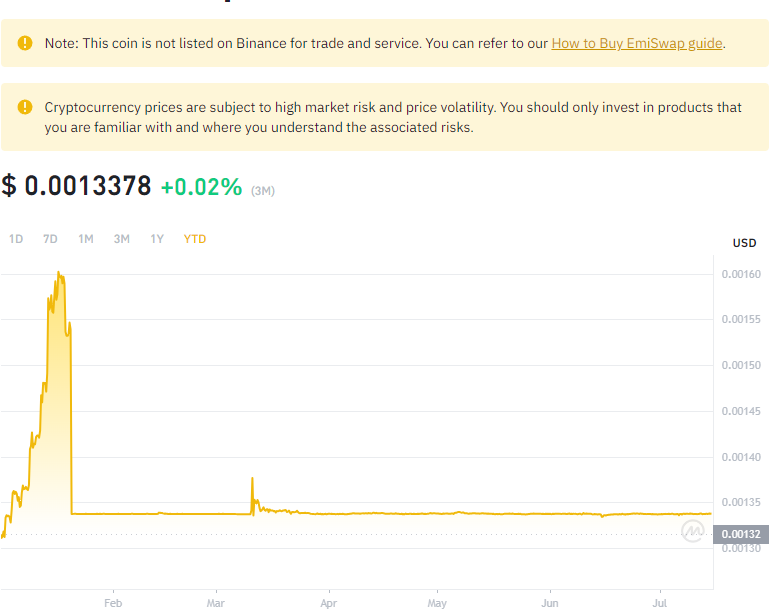 Note: This coin is not listed on Binance for trade and service. You can refer to our How to Buy EmiSwap guide.
Cryptocurrency prices are subject to high market risk and price volatility. You should only invest in products that
you are familiar with and where you understand the associated risks.
$ 0.0013378 +0.02% (3M)
1D 7D 1M 3M 1Y YTD
USD
0.00160
0.00155
0.00150
0.00145
0.00140
0.00135
0.00132
0.00130
Feb Mar Apr May Jun Jul